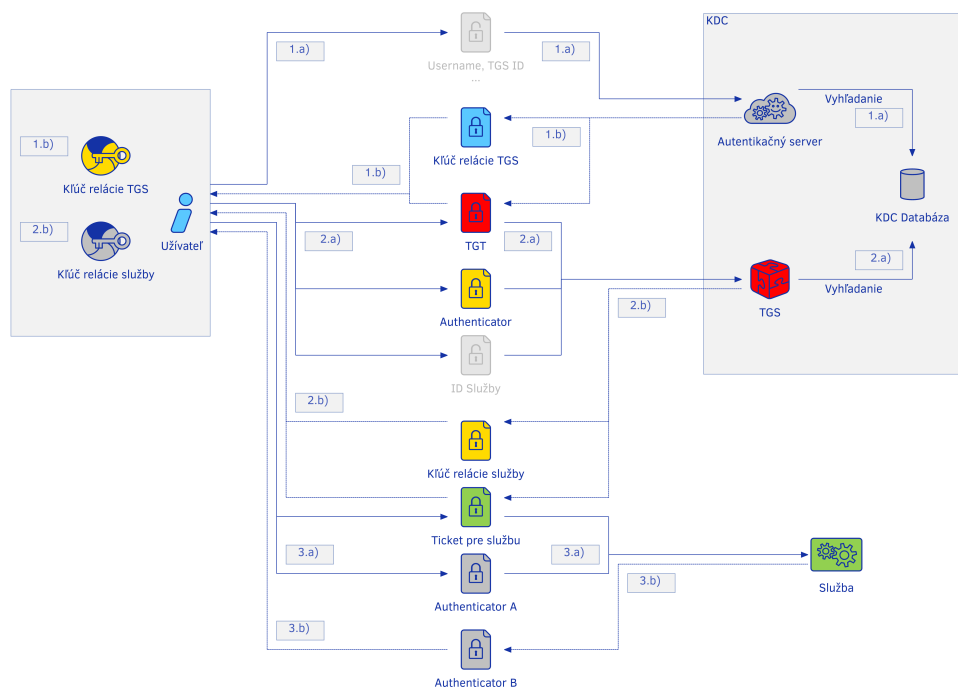 KDC
1.a)
1.a)
Username, TGS ID
...
Vyhľadanie
1.a)
Autentikačný server
1.b)
1.b)
Kľúč relácie TGS
1.b)
Kľúč relácie TGS
KDC Databáza
2.b)
Užívateľ
2.a)
TGT
2.a)
2.a)
Kľúč relácie služby
Vyhľadanie
TGS
2.b)
Authenticator
ID Služby
2.b)
Kľúč relácie služby
Ticket pre službu
3.a)
3.a)
Služba
3.b)
Authenticator A
3.b)
Authenticator B